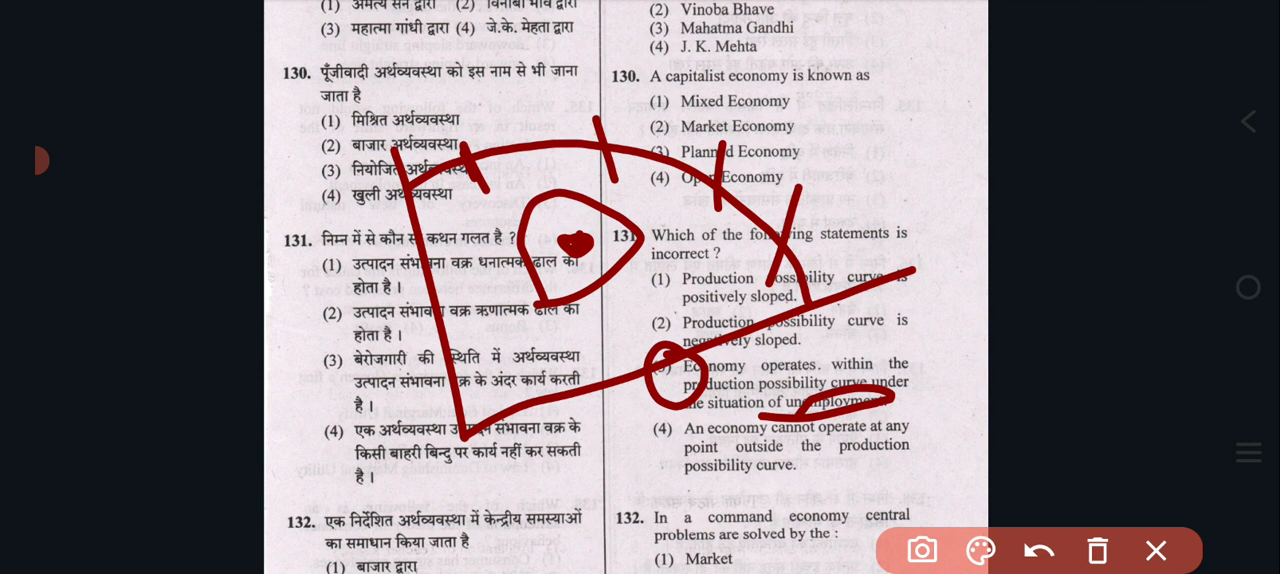 (1) अमर्त्य सेन द्वारा (2) विनोबा भावे द्वारा
(3) महात्मा गांधी द्वारा (4) जे.के. मेहता द्वारा
130. पूँजीवादी अर्थव्यवस्था को इस नाम से भी जाना
जाता है
(1) मिश्रित अर्थव्यवस्था
(2) बाजार अर्थव्यवस्था
(3) नियोजित अर्थव्यवस्था
(4) खुली अर्थव्यवस्था
131. निम्न में से कौन सा कथन गलत है ?
(1) उत्पादन संभावना वक्र धनात्मक ढाल का
होता है ।
(2) उत्पादन संभावना वक्र ऋणात्मक ढाल का
होता है ।
(3) बेरोजगारी की स्थिति में अर्थव्यवस्था
उत्पादन संभावना वक्र के अंदर कार्य करती
है ।
(4) एक अर्थव्यवस्था उत्पादन संभावना वक्र के
किसी बाहरी बिन्दु पर कार्य नहीं कर सकती
है ।
132. एक निर्देशित अर्थव्यवस्था में केन्द्रीय समस्याओं
का समाधान किया जाता है
(1) बाजार द्वारा
(2) Vinoba Bhave
(3) Mahatma Gandhi
(4) J. K. Mehta
130. A capitalist economy is known as
(1) Mixed Economy
(2) Market Economy
(3) Planned Economy
(4) Open Economy
131. Which of the following statements is
incorrect ?
(1) Production Possibility curve is
positively sloped.
(2) Production possibility curve is
negatively sloped.
(3) Economy operates. within the
production possibility curve under
the situation of unemployment.
(4) An economy cannot operate at any
point outside the production
possibility curve.
132. In a command economy central
problems are solved by the :
(1) Market